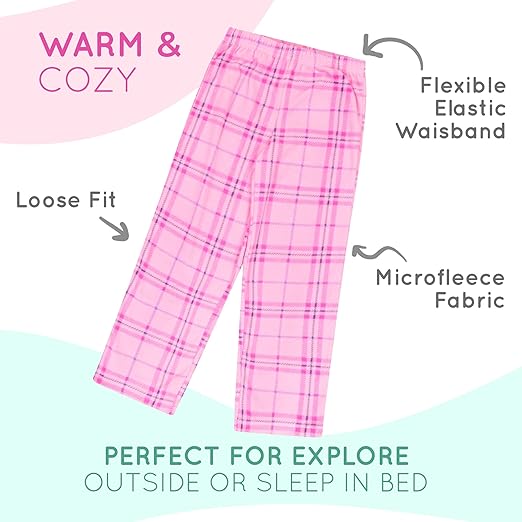 WARM &
COZY
Flexible
Elastic
Waisband
Loose Fit
Microfleece
Fabric
PERFECT FOR EXPLORE
OUTSIDE OR SLEEP IN BED